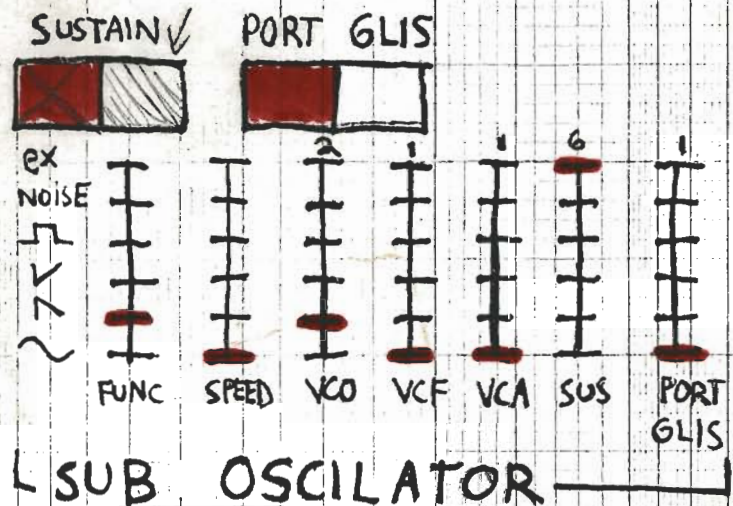 SUSTAIN PORT GLIS
2 1 1 6 1
ex
NOISE
FUNC SPEED VCO VCF VCA SUS PORT
GLIS
SUB OSCILATOR